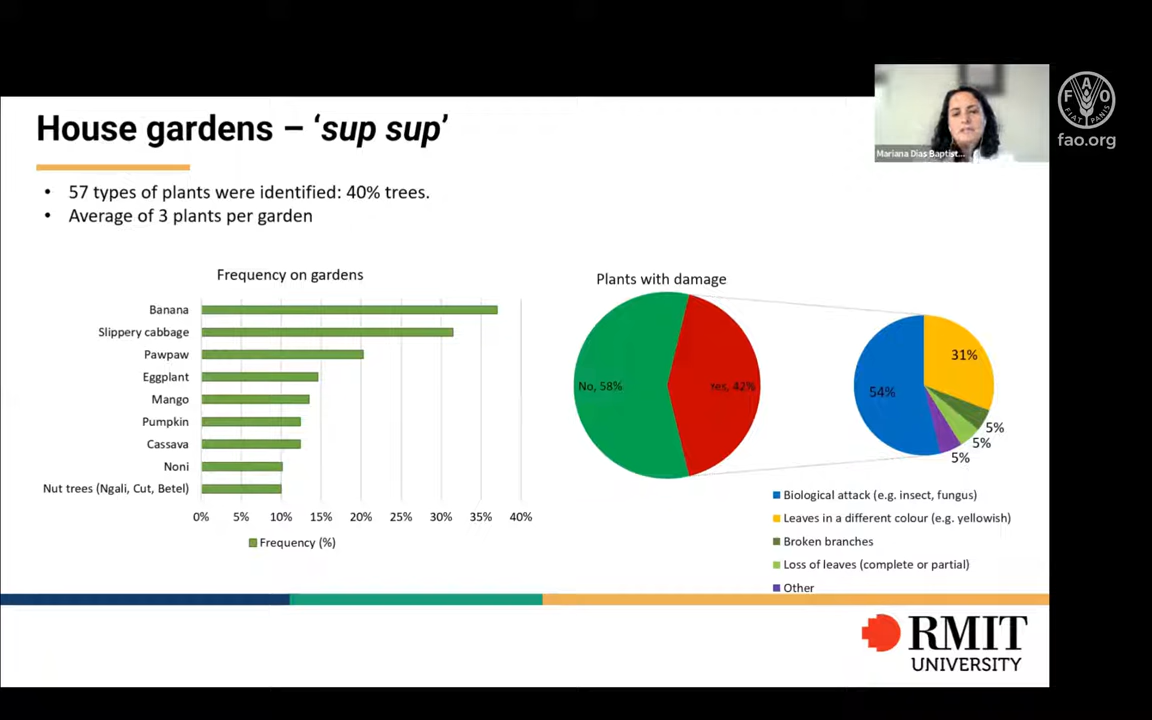 House gardens – ‘sup sup’
• 57 types of plants were identified: 40% trees.
• Average of 3 plants per garden
Mariana Dias Baptist...
F A O
FIAT PANIS
fao.org
Frequency on gardens
Banana
Slippery cabbage
Pawpaw
Eggplant
Mango
Pumpkin
Cassava
Noni
Nut trees (Ngali, Cut, Betel)
0% 5% 10% 15% 20% 25% 30% 35% 40%
Frequency (%)
Plants with damage
No, 58%
Yes, 42%
31%
54%
5%
5%
5%
Biological attack (e.g. insect, fungus)
Leaves in a different colour (e.g. yellowish)
Broken branches
Loss of leaves (complete or partial)
Other
RMIT
UNIVERSITY